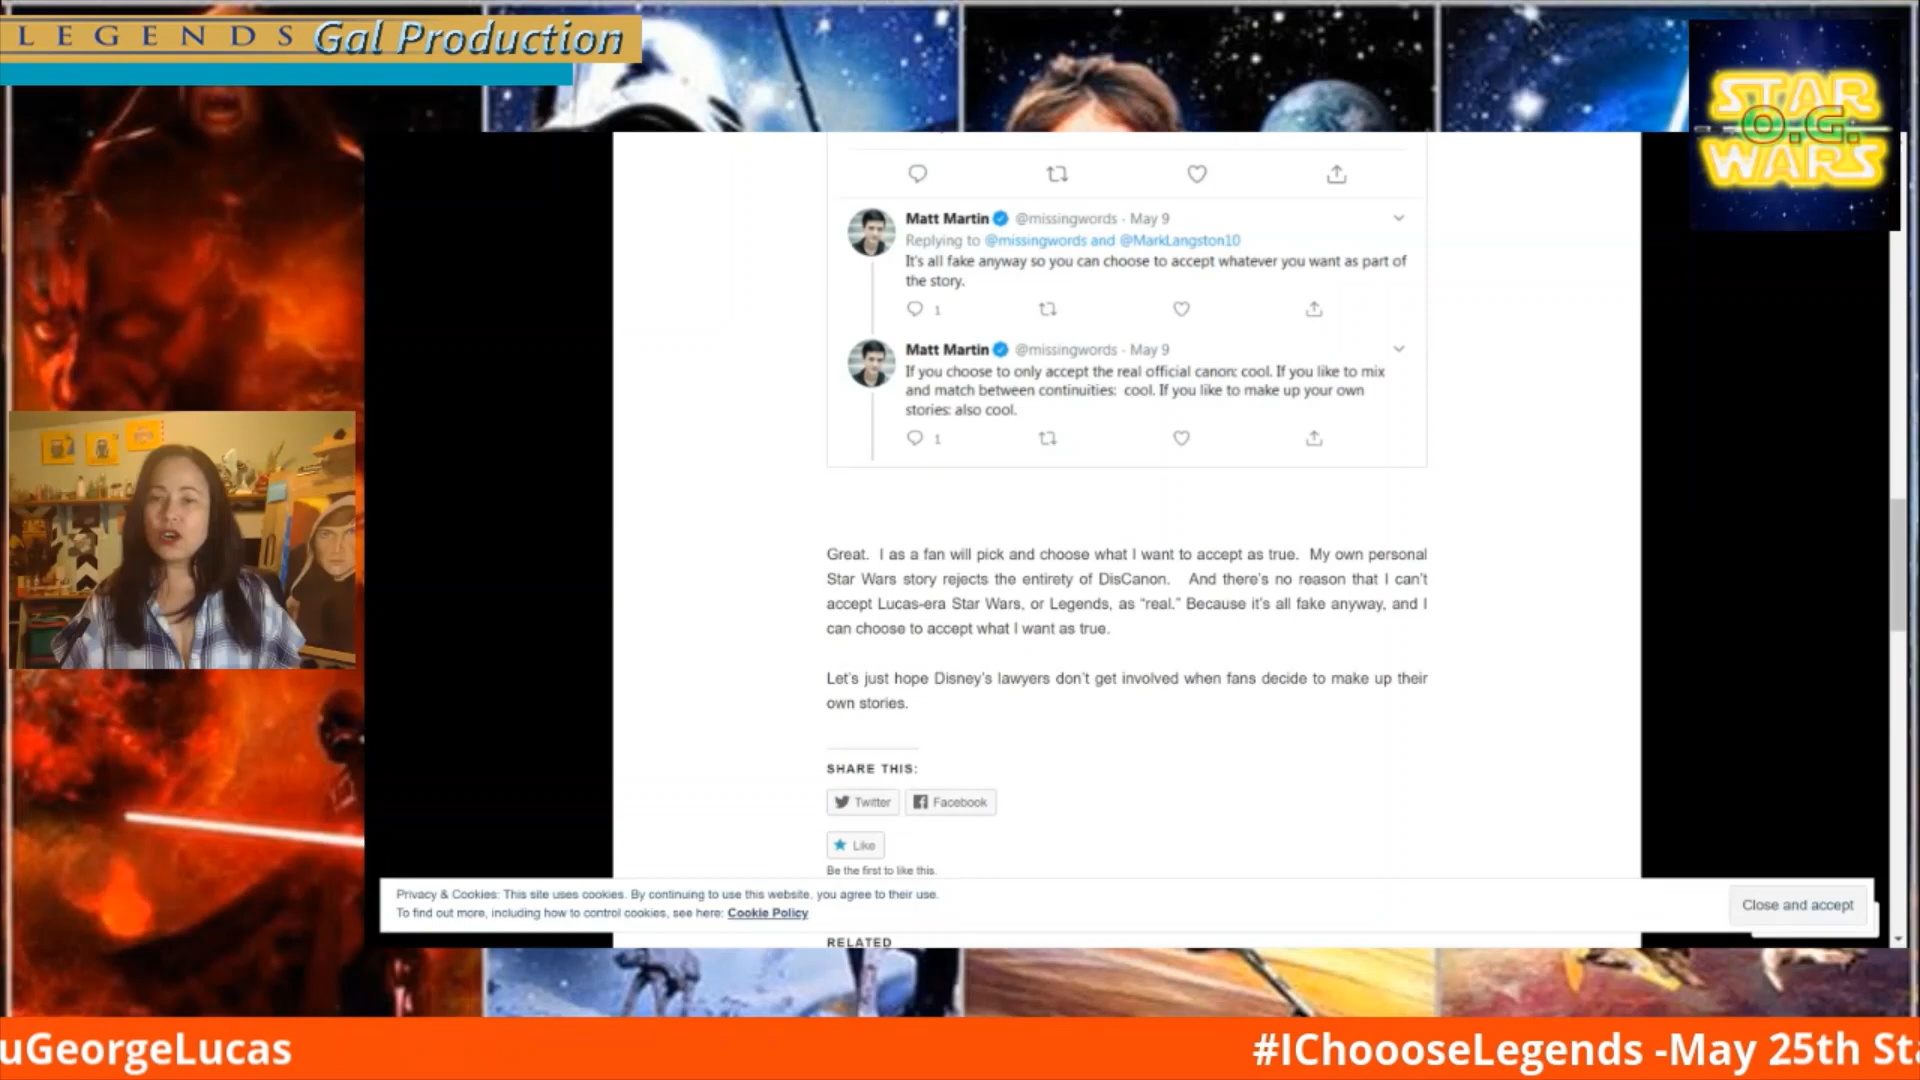 LEGENDS Gal Production
STAR
O.G.
WARS
Matt Martin @missingwords · May 9
Replying to @missingwords and @MarkLangston10
It's all fake anyway so you can choose to accept whatever you want as part of
the story.
1
Matt Martin @missingwords · May 9
If you choose to only accept the real official canon: cool. If you like to mix
and match between continuities: cool. If you like to make up your own
stories: also cool.
1
Great. I as a fan will pick and choose what I want to accept as true. My own personal
Star Wars story rejects the entirety of DisCanon. And there's no reason that I can't
accept Lucas-era Star Wars, or Legends, as “real.” Because it's all fake anyway, and I
can choose to accept what I want as true.
Let's just hope Disney's lawyers don't get involved when fans decide to make up their
own stories.
SHARE THIS:
Twitter Facebook
Like
Be the first to like this.
Privacy & Cookies: This site uses cookies. By continuing to use this website, you agree to their use.
To find out more, including how to control cookies, see here: Cookie Policy
Close and accept
RELATED
uGeorgeLucas #IChoooseLegends -May 25th Sta